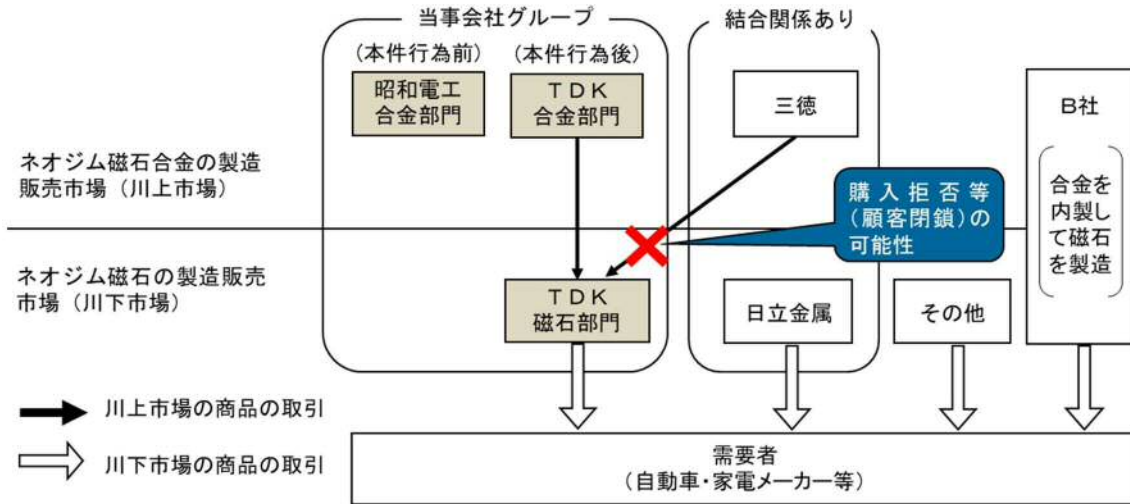 当事会社グループ
結合関係あり
(本件行為前)
(本件行為後)
昭和電工
合金部門
TDK
合金部門
三徳
B社
ネオジム磁石合金の製造
販売市場(川上市場)
購入拒否等
(顧客閉鎖)の
可能性
合金を
内製し
て磁石
を製造
ネオジム磁石の製造販売
市場(川下市場)
TDK
磁石部門
日立金属
その他
川上市場の商品の取引
川下市場の商品の取引
需要者
(自動車・家電メーカー等)